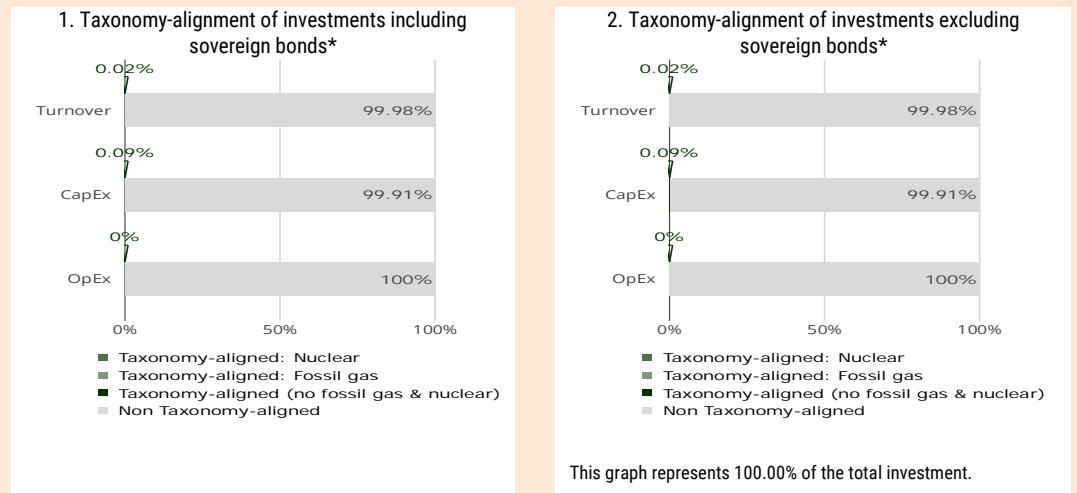 1. Taxonomy-alignment of investments including
sovereign bonds*
0.02%
Turnover
99.98%
0.09%
CapEx
99.91%
0%
OpEx
100%
0%
50%
100%
Taxonomy-aligned: Nuclear
Taxonomy-aligned: Fossil gas
Taxonomy-aligned (no fossil gas & nuclear)
Non Taxonomy-aligned
2. Taxonomy-alignment of investments excluding
sovereign bonds*
0.02%
Turnover
99.98%
0.09%
CapEx
99.91%
0%
OpEx
100%
0%
50%
100%
Taxonomy-aligned: Nuclear
Taxonomy-aligned: Fossil gas
Taxonomy-aligned (no fossil gas & nuclear)
Non Taxonomy-aligned
This graph represents 100.00% of the total investment.